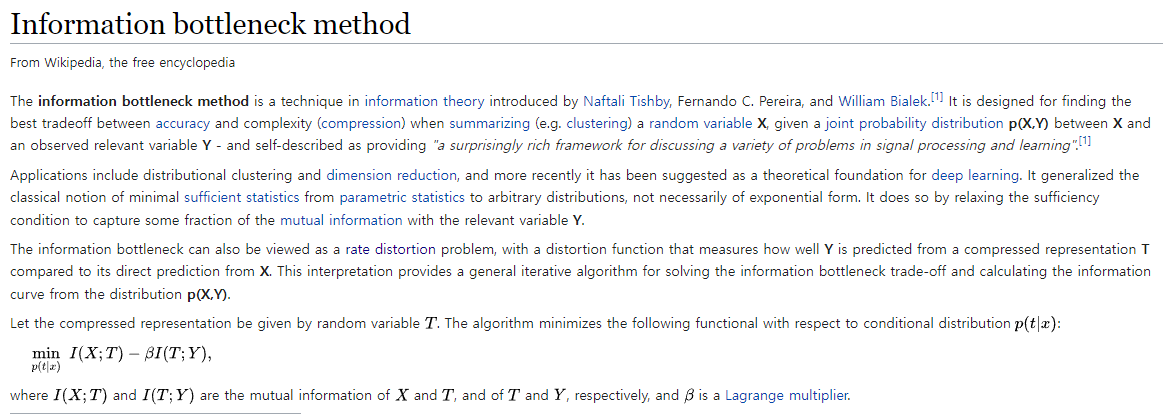 Information bottleneck method
From Wikipedia, the free encyclopedia
The information bottleneck method is a technique in information theory introduced by Naftali Tishby, Fernando C. Pereira, and William Bialek.[1] It is designed for finding the
best tradeoff between accuracy and complexity (compression) when summarizing (e.g. clustering) a random variable X, given a joint probability distribution p(X,Y) between X and
an observed relevant variable Y - and self-described as providing "a surprisingly rich framework for discussing a variety of problems in signal processing and learning".[1]
Applications include distributional clustering and dimension reduction, and more recently it has been suggested as a theoretical foundation for deep learning. It generalized the
classical notion of minimal sufficient statistics from parametric statistics to arbitrary distributions, not necessarily of exponential form. It does so by relaxing the sufficiency
condition to capture some fraction of the mutual information with the relevant variable Y.
The information bottleneck can also be viewed as a rate distortion problem, with a distortion function that measures how well Y is predicted from a compressed representation T
compared to its direct prediction from X. This interpretation provides a general iterative algorithm for solving the information bottleneck trade-off and calculating the information
curve from the distribution p(X,Y).
Let the compressed representation be given by random variable T. The algorithm minimizes the following functional with respect to conditional distribution p(t|x):
min I(X;T) − βI(T;Y),
p(t|x)
where I(X;T) and I(T;Y) are the mutual information of X and T, and of T and Y, respectively, and β is a Lagrange multiplier.